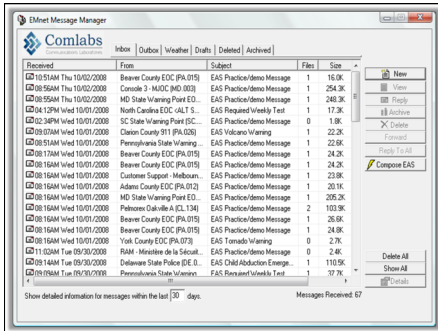 EMnet Message Manager
Comlabs
Communication Laboratories
Inbox Outbox Weather Drafts Deleted Archived
Received From Subject Files Size
10:51AM Thu 10/02/2008 Beaver County EOC (PA.015) EAS Practice/demo Message 1 16.0K
08:56AM Thu 10/02/2008 Console 3 - MJOC (MD.003) EAS Practice/demo Message 1 254.3K
08:55AM Thu 10/02/2008 MD State Warning Point EO... EAS Practice/demo Message 1 248.3K
04:12PM Wed 10/01/2008 North Carolina EOC <ALT S... EAS Required Weekly Test 1 17.3K
02:34PM Wed 10/01/2008 SC State Warning Point (SC... EAS Practice/demo Message 0 1.8K
09:07AM Wed 10/01/2008 Clarion County 911 (PA.026) EAS Volcano Warning 1 22.2K
08:51AM Wed 10/01/2008 Pennsylvania State Warning ... EAS Practice/demo Message 1 22.6K
08:17AM Wed 10/01/2008 Beaver County EOC (PA.015) EAS Practice/demo Message 1 24.2K
08:16AM Wed 10/01/2008 Beaver County EOC (PA.015) EAS Practice/demo Message 1 24.2K
08:16AM Wed 10/01/2008 Customer Support - Melbourn... EAS Practice/demo Message 1 23.8K
08:16AM Wed 10/01/2008 Adams County EOC (PA.012) EAS Practice/demo Message 1 20.1K
08:16AM Wed 10/01/2008 MD State Warning Point EO... EAS Practice/demo Message 1 205.2K
08:16AM Wed 10/01/2008 Pelmorex Oakville A (CL.134) EAS Practice/demo Message 2 103.9K
08:16AM Wed 10/01/2008 Beaver County EOC (PA.015) EAS Practice/demo Message 1 26.6K
08:16AM Wed 10/01/2008 Beaver County EOC (PA.015) EAS Practice/demo Message 1 24.8K
08:16AM Wed 10/01/2008 York County EOC (PA.073) EAS Tornado Warning 0 2.7K
11:02AM Tue 09/30/2008 RAM - Ministère de la Sécurit... EAS Practice/demo Message 0 2.4K
09:14AM Tue 09/30/2008 Delaware State Police (DE.0... EAS Child Abduction Emerge... 1 15.1K
09:09AM Tue 09/30/2008 Pennsylvania State Warning EAS Required Weekly Test 1 37.7K
New
View
Reply
Archive
Delete
Forward
Reply To All
Compose EAS
Delete All
Show All
Details
Show detailed information for messages within the last 30 days. Messages Received: 67